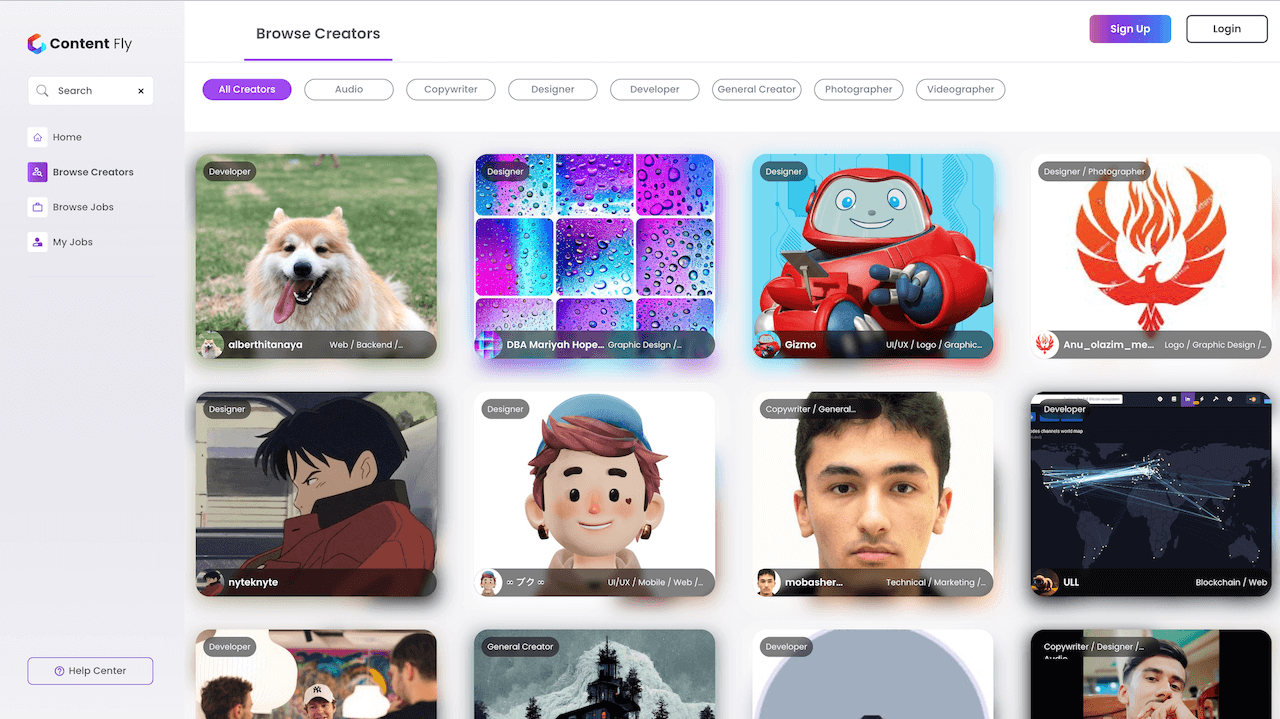 Content Fly
Browse Creators
Sign Up
Login
Search
×
All Creators
Audio
Copywriter
Designer
Developer
General Creator
Photographer
Videographer
Home
Browse Creators
Browse Jobs
My Jobs
Help Center
Developer
alberthitanaya
Web / Backend /...
Designer
DBA Mariyah Hope...
Graphic Design /...
Designer
Gizmo
UI/UX / Logo / Graphic...
Designer / Photographer
Anu_olazim_me...
Logo / Graphic Design /...
Designer
nyteknyte
Designer
∞ ブク ∞
UI/UX / Mobile / Web /...
Copywriter / General...
mobasher...
Technical / Marketing /...
Developer
channels world map
ULL
Blockchain / Web
Developer
General Creator
Developer
Copywriter / Designer /...
Audio